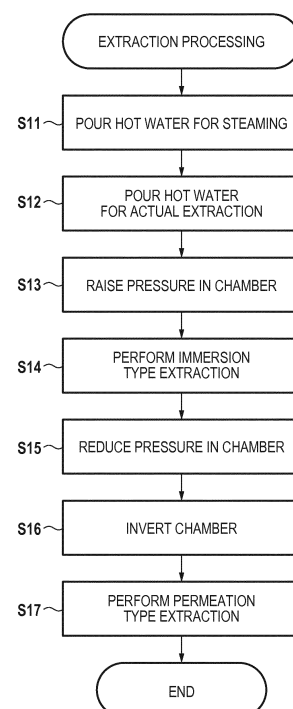 EXTRACTION PROCESSING
S11
POUR HOT WATER FOR STEAMING
S12
POUR HOT WATER
FOR ACTUAL EXTRACTION
S13
RAISE PRESSURE IN CHAMBER
S14
PERFORM IMMERSION
TYPE EXTRACTION
S15
REDUCE PRESSURE IN CHAMBER
S16
INVERT CHAMBER
S17
PERFORM PERMEATION
TYPE EXTRACTION
END